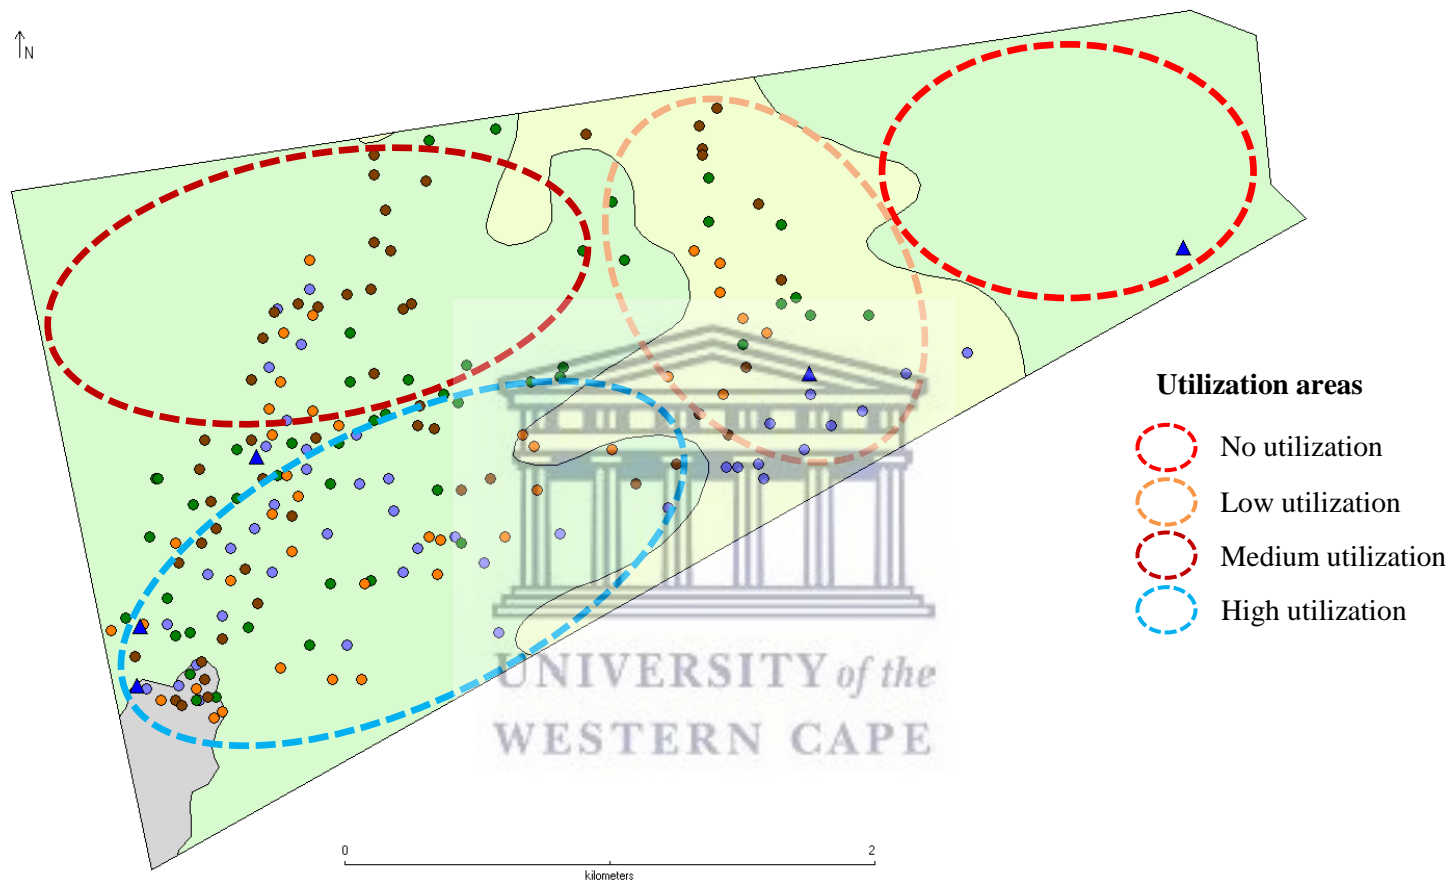 N
Utilization areas
No utilization
Low utilization
Medium utilization
High utilization
UNIVERSITY of the
WESTERN CAPE
0
2
kilometers